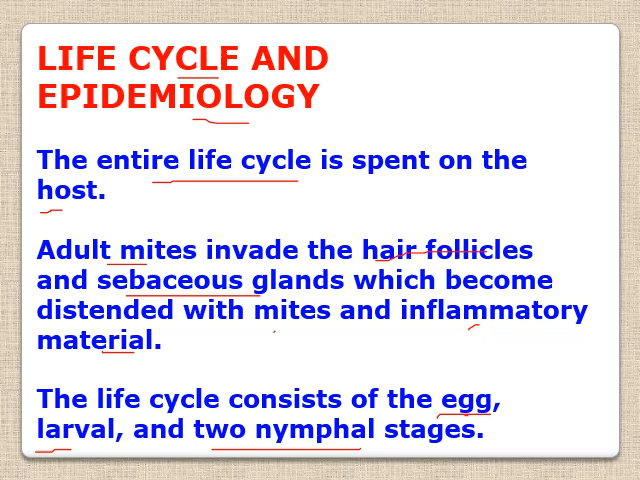 LIFE CYCLE AND
EPIDEMIOLOGY
The entire life cycle is spent on the
host.
Adult mites invade the hair follicles
and sebaceous glands which become
distended with mites and inflammatory
material.
The life cycle consists of the egg,
larval, and two nymphal stages.